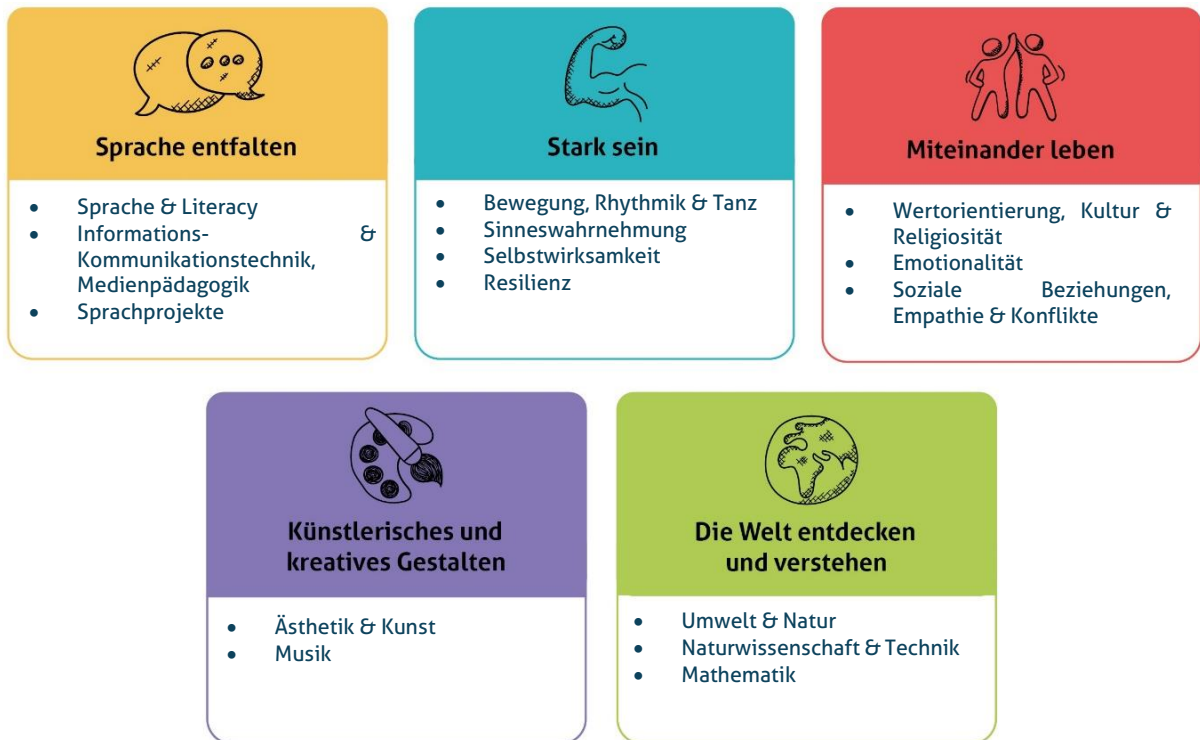 Sprache entfalten
• Sprache & Literacy
• Informations- &
Kommunikationstechnik,
Medienpädagogik
• Sprachprojekte
Stark sein
• Bewegung, Rhythmik & Tanz
• Sinneswahrnehmung
• Selbstwirksamkeit
• Resilienz
Miteinander leben
• Wertorientierung, Kultur &
Religiosität
• Emotionalität
• Soziale Beziehungen,
Empathie & Konflikte
Künstlerisches und
kreatives Gestalten
• Ästhetik & Kunst
• Musik
Die Welt entdecken
und verstehen
• Umwelt & Natur
• Naturwissenschaft & Technik
• Mathematik